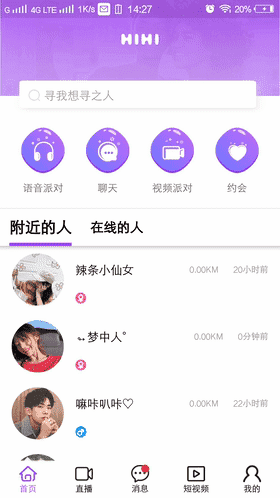 G 4G LTE 1K/s 14:27 20%
HIHI
寻我想寻之人
语音派对 聊天 视频派对 约会
附近的人 在线的人
辣条小仙女 0.00KM 20小时前
梦中人° 0.00KM 0分钟前
嘛咔叭咔♡ 0.00KM 22小时前
首页 直播 消息 短视频 我的